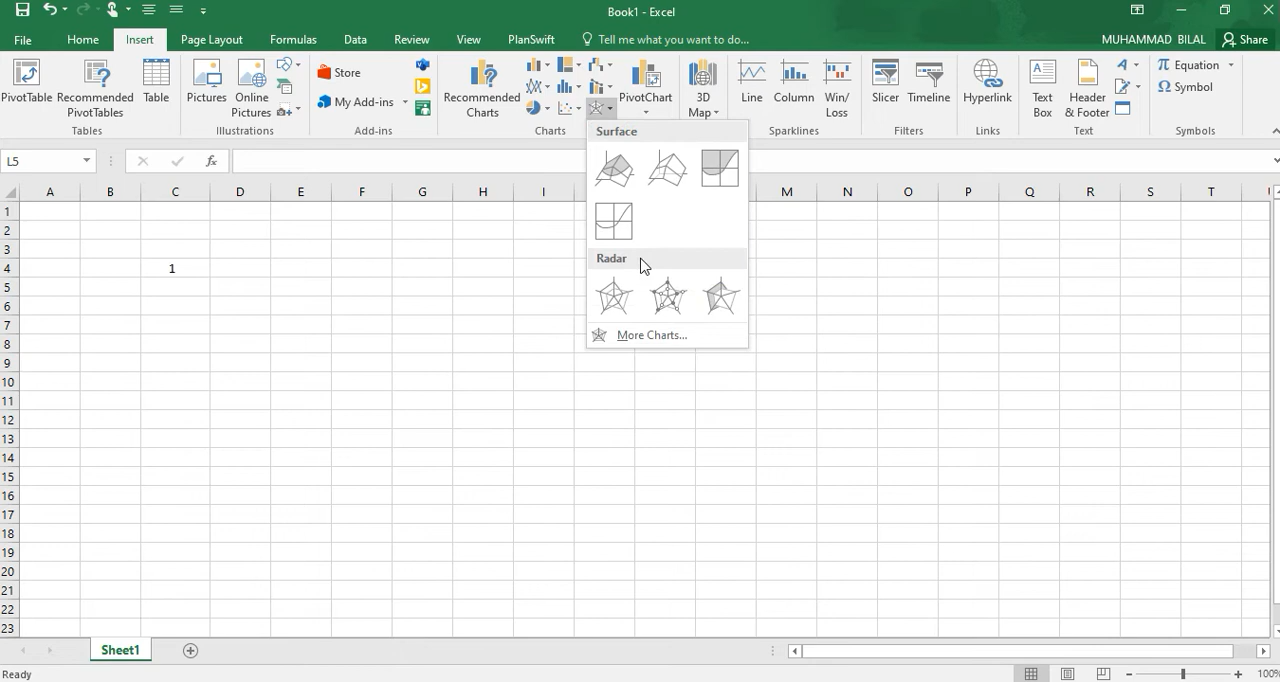 Book1 - Excel
File Home Insert Page Layout Formulas Data Review View PlanSwift Tell me what you want to do... MUHAMMAD BILAL Share
PivotTable
Recommended
PivotTables
Table
Tables
Pictures
Online
Pictures
Illustrations
Store
My Add-ins
Add-ins
Recommended
Charts
PivotChart
Charts
3D
Map
Line
Column
Win/
Loss
Sparklines
Slicer
Timeline
Filters
Hyperlink
Links
Text
Box
Header
& Footer
Text
π Equation
Ω Symbol
Symbols
L5
fx
Surface
Radar
More Charts...
A B C D E F G H I M N O P Q R S T
1
2
3
4 1
5
6
7
8
9
10
11
12
13
14
15
16
17
18
19
20
21
22
23
Sheet1
Ready
100%